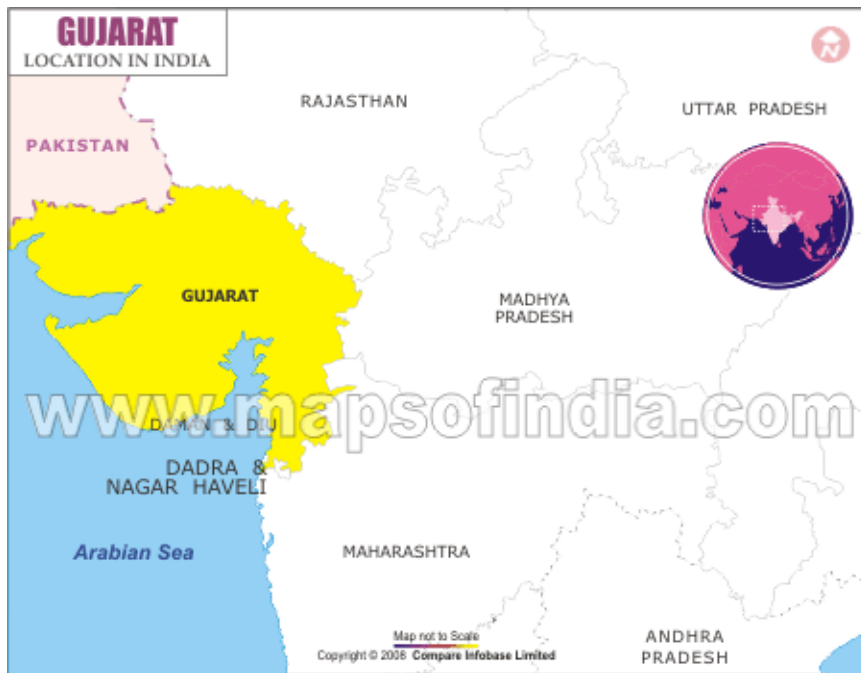 GUJARAT
LOCATION IN INDIA
N
RAJASTHAN
UTTAR PRADESH
PAKISTAN
GUJARAT
MADHYA
PRADESH
www.mapsofindia.com
DAMAN & DIU
DADRA &
NAGAR HAVELI
Arabian Sea
MAHARASHTRA
Map not to Scale
Copyright © 2008 Compare Infobase Limited
ANDHRA
PRADESH